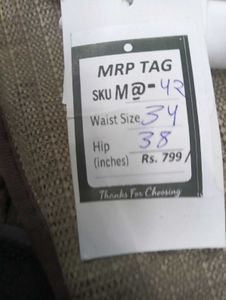 MRP TAG
SKU M@-42
Waist Size 34
Hip 38
(inches) Rs. 799/
Thanks For Choosing